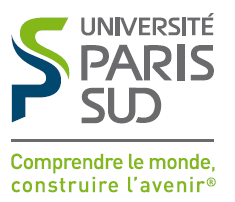 UNIVERSITÉ
PARIS
SUD
Comprendre le monde,
construire l'avenir®